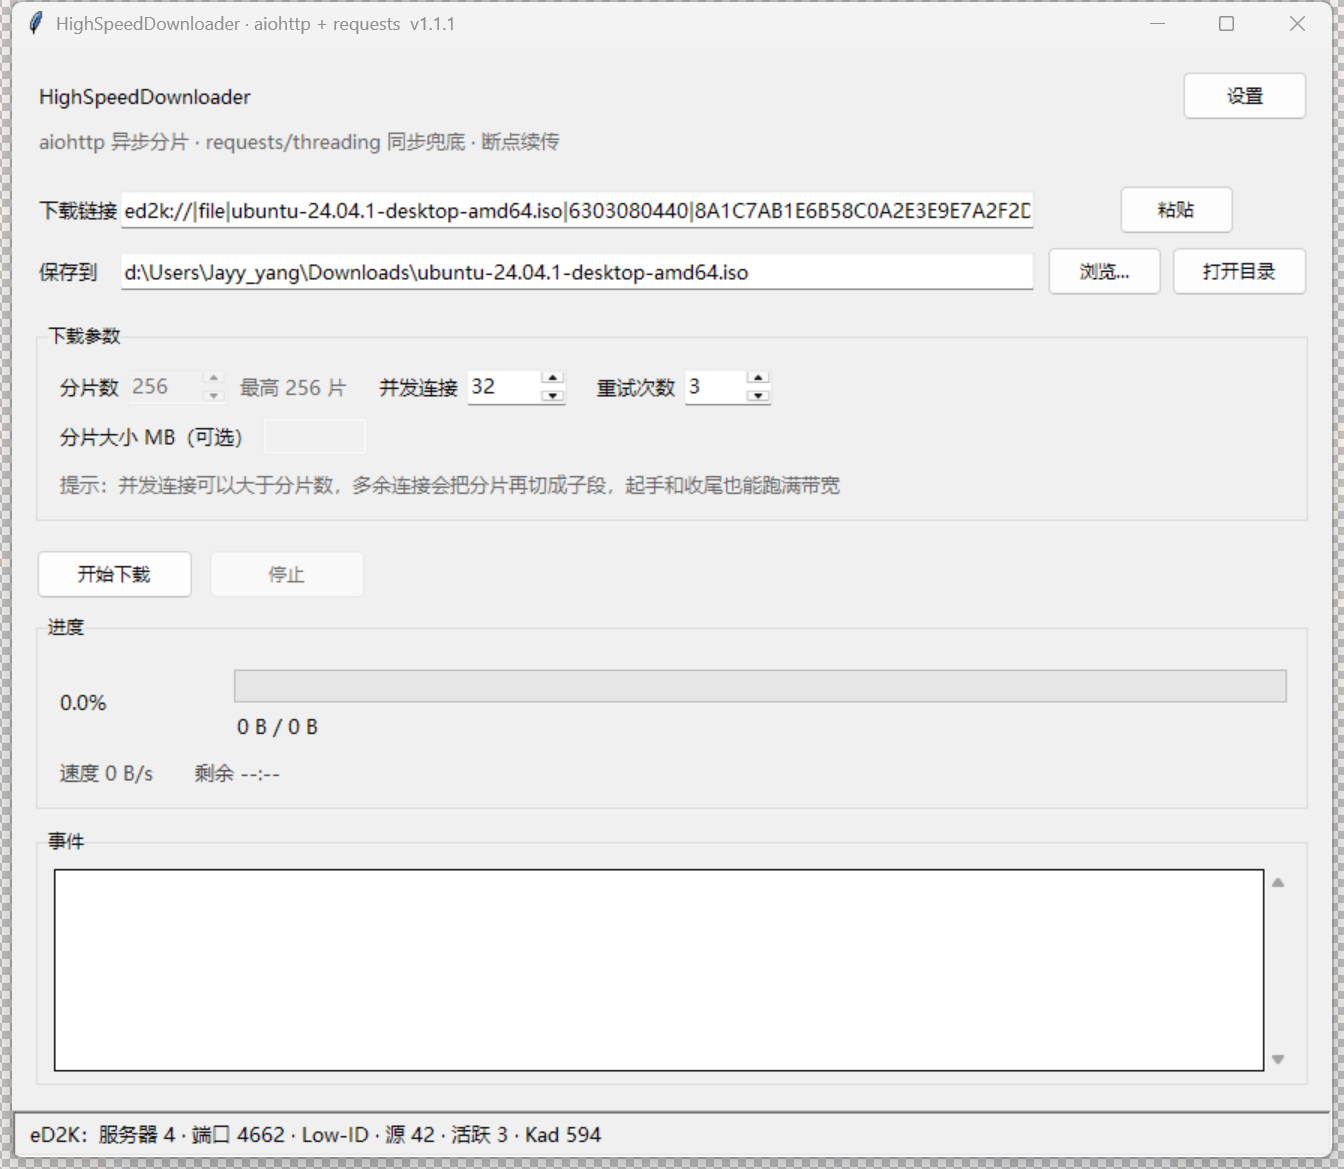 HighSpeedDownloader · aiohttp + requests v1.1.1
HighSpeedDownloader
设置
aiohttp 异步分片 · requests/threading 同步兜底 · 断点续传
下载链接 ed2k://|file|ubuntu-24.04.1-desktop-amd64.iso|6303080440|8A1C7AB1E6B58C0A2E3E9E7A2F2D 粘贴
保存到 d:\Users\Jayy_yang\Downloads\ubuntu-24.04.1-desktop-amd64.iso 浏览... 打开目录
下载参数
分片数 256 最高 256 片 并发连接 32 重试次数 3
分片大小 MB（可选）
提示：并发连接可以大于分片数，多余连接会把分片再切成子段，起手和收尾也能跑满带宽
开始下载 停止
进度
0.0%
0 B / 0 B
速度 0 B/s 剩余 --:--
事件
eD2K：服务器 4 · 端口 4662 · Low-ID · 源 42 · 活跃 3 · Kad 594